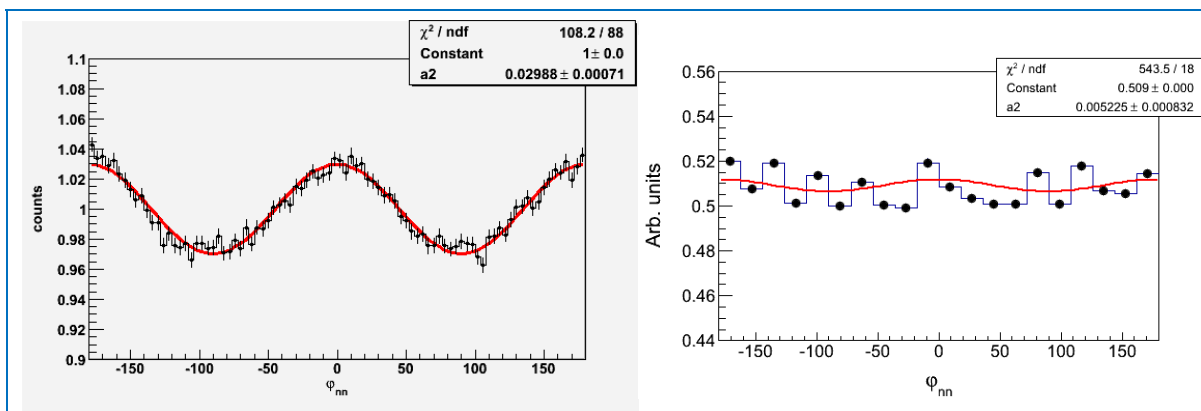 χ² / ndf 108.2 / 88
Constant 1± 0.0
a2 0.02988 ± 0.00071
1.1
1.08
1.06
1.04
1.02
1
0.98
0.96
0.94
0.92
0.9
counts
-150 -100 -50 0 50 100 150
φnn
χ² / ndf 543.5 / 18
Constant 0.509 ± 0.000
a2 0.005225 ± 0.000832
0.56
0.54
0.52
0.5
0.48
0.46
0.44
Arb. units
-150 -100 -50 0 50 100 150
φnn